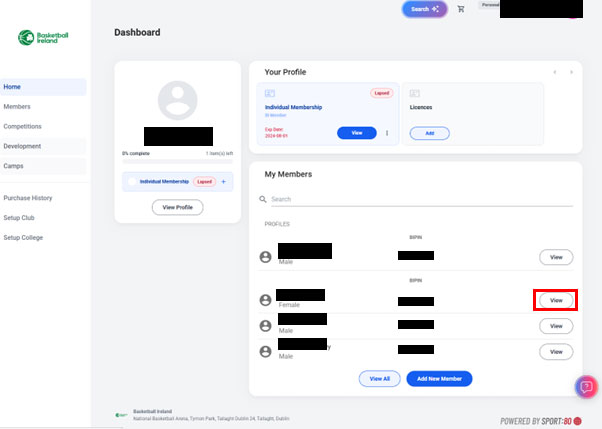 Search
Personal
Basketball
Ireland
Dashboard
Home
Members
Competitions
Development
Camps
Purchase History
Setup Club
Setup College
0% complete
1 item(s) left
Individual Membership
Lapsed
+
View Profile
Your Profile
Lapsed
Individual Membership
BI Member
Exp Date:
2024-08-01
View
Licences
Add
My Members
Search
PROFILES
BIPIN
Male
View
BIPIN
Female
View
Male
View
y
Male
View
View All
Add New Member
Basketball Ireland
National Basketball Arena, Tymon Park, Tallaght Dublin 24, Tallaght, Dublin
POWERED BY SPORT:80